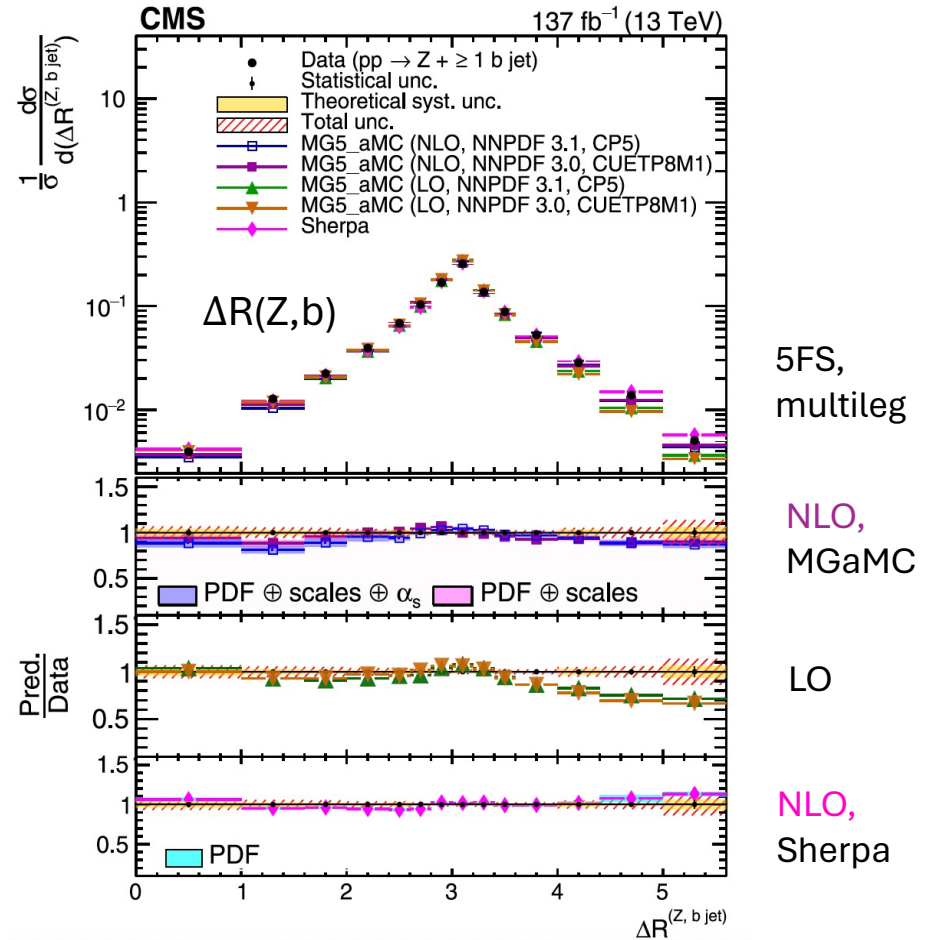 CMS 137 fb⁻¹ (13 TeV)
1/σ dσ/d(ΔR^(Z, b jet))
Data (pp → Z + ≥ 1 b jet)
Statistical unc.
Theoretical syst. unc.
Total unc.
MG5_aMC (NLO, NNPDF 3.1, CP5)
MG5_aMC (NLO, NNPDF 3.0, CUETP8M1)
MG5_aMC (LO, NNPDF 3.1, CP5)
MG5_aMC (LO, NNPDF 3.0, CUETP8M1)
Sherpa
10
1
10⁻¹
10⁻²
ΔR(Z,b)
5FS,
multileg
1.5
1
0.5
PDF ⊕ scales ⊕ αₛ PDF ⊕ scales
NLO,
MGaMC
Pred.
Data
1.5
1
0.5
LO
1.5
1
0.5
PDF
NLO,
Sherpa
0 1 2 3 4 5
ΔR^(Z, b jet)